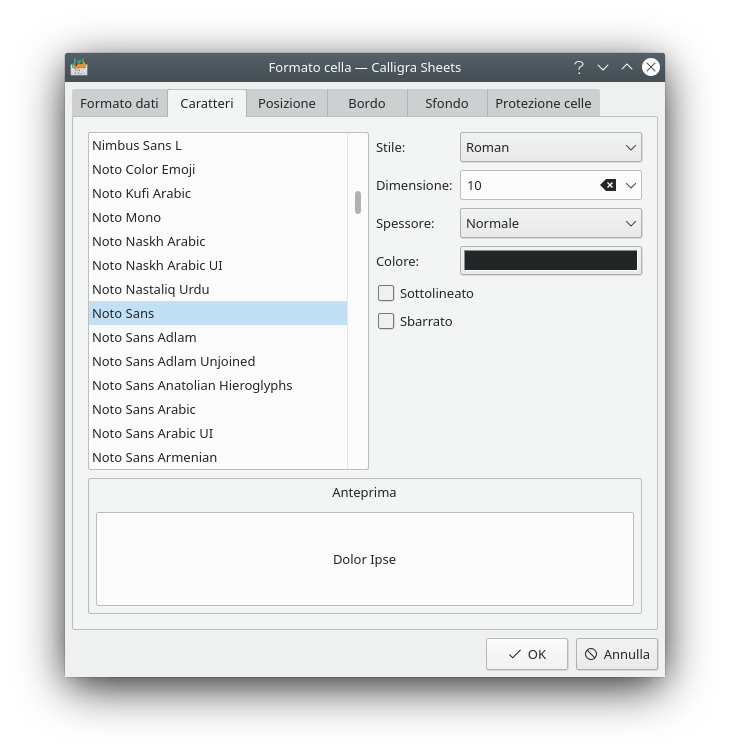 Formato cella — Calligra Sheets
Formato dati Caratteri Posizione Bordo Sfondo Protezione celle
Nimbus Sans L
Noto Color Emoji
Noto Kufi Arabic
Noto Mono
Noto Naskh Arabic
Noto Naskh Arabic UI
Noto Nastaliq Urdu
Noto Sans
Noto Sans Adlam
Noto Sans Adlam Unjoined
Noto Sans Anatolian Hieroglyphs
Noto Sans Arabic
Noto Sans Arabic UI
Noto Sans Armenian
Stile: Roman
Dimensione: 10
Spessore: Normale
Colore:
Sottolineato
Sbarrato
Anteprima
Dolor Ipse
OK Annulla